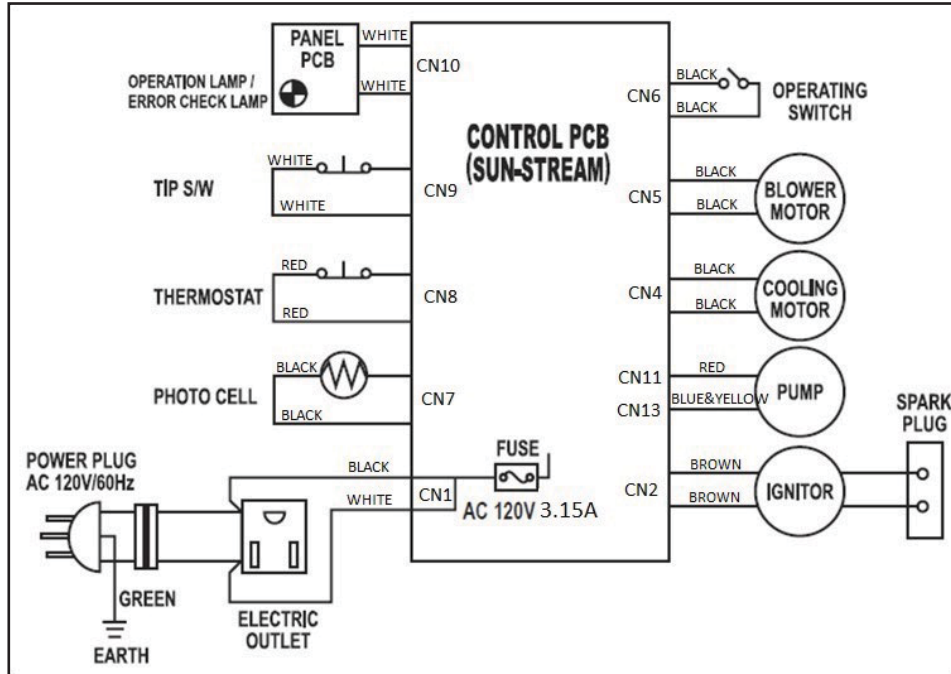 PANEL
PCB
WHITE
WHITE
CN10
OPERATION LAMP /
ERROR CHECK LAMP
CONTROL PCB
(SUN-STREAM)
CN6
BLACK
BLACK
OPERATING
SWITCH
TİP S/W
WHITE
WHITE
CN9
CN5
BLACK
BLACK
BLOWER
MOTOR
THERMOSTAT
RED
RED
CN8
CN4
BLACK
BLACK
COOLING
MOTOR
PHOTO CELL
BLACK
BLACK
CN7
CN11
CN13
RED
BLUE&YELLOW
PUMP
SPARK
PLUG
POWER PLUG
AC 120V/60Hz
BLACK
WHITE
CN1
FUSE
AC 120V 3.15A
CN2
BROWN
BROWN
IGNITOR
GREEN
EARTH
ELECTRIC
OUTLET